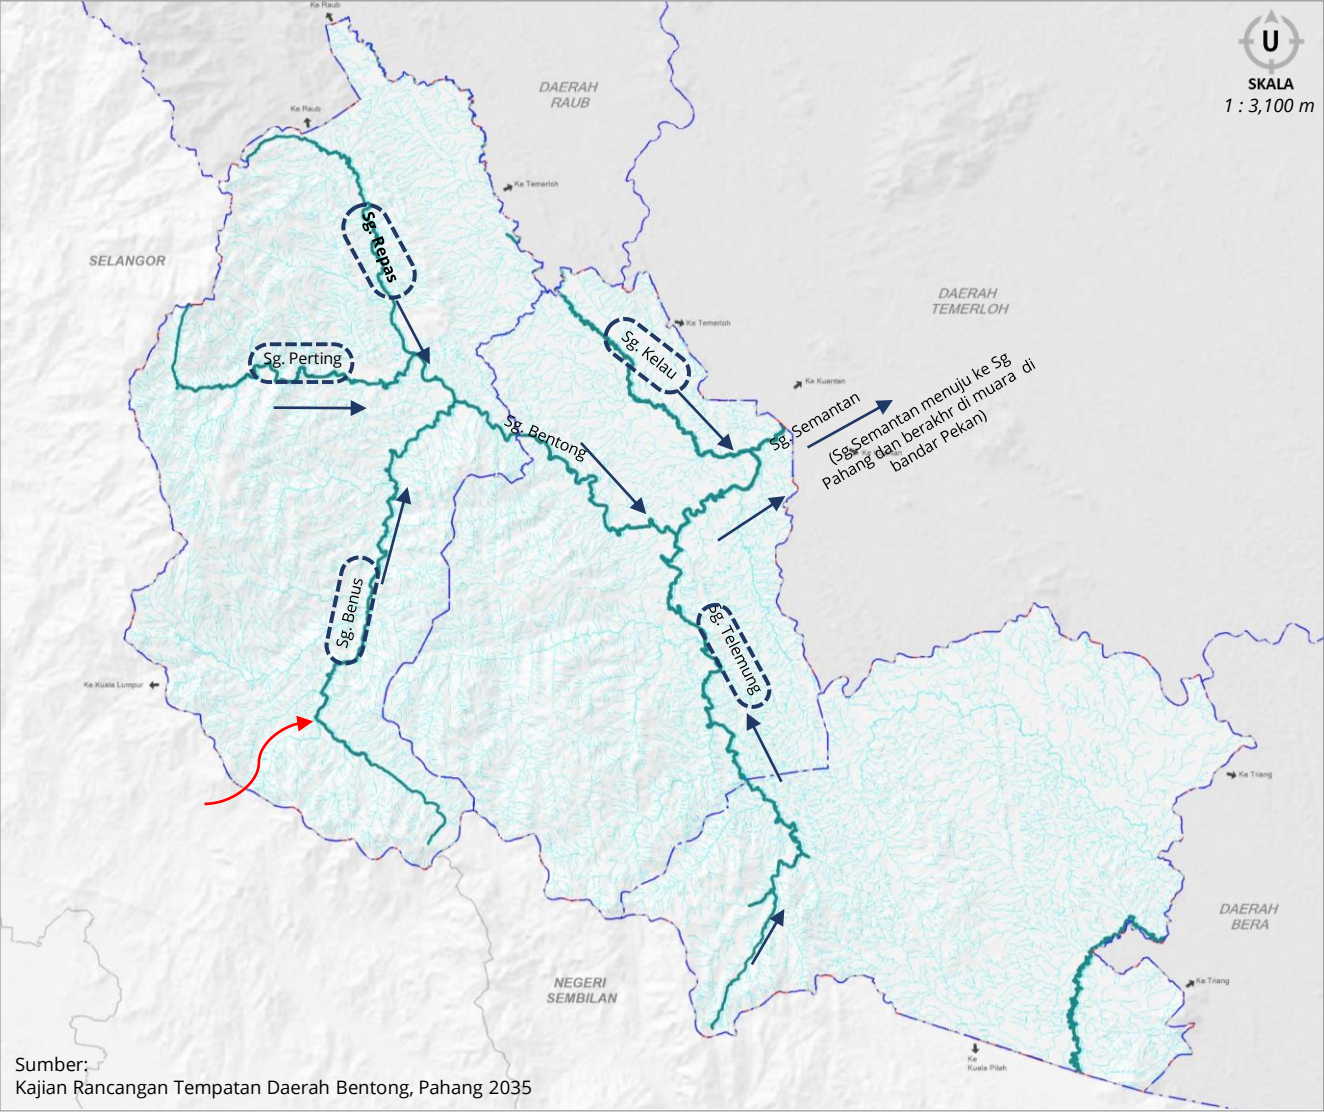 Ke Raub
U
SKALA
1 : 3,100 m
DAERAH
RAUB
Ke Raub
Ke Temerloh
Sg. Repas
SELANGOR
DAERAH
TEMERLOH
Ke Temerloh
Sg. Perting
Sg. Kelau
Ke Kuantan
Sg. Semantan
(Sg Semantan menuju ke Sg
Pahang dan berakhr di muara di
bandar Pekan)
Sg. Bentong
Sg. Benus
Sg. Telemung
Ke Kuala Lumpur
Ke Triang
DAERAH
BERA
NEGERI
SEMBILAN
Ke Triang
Ke
Kuala Pilah
Sumber:
Kajian Rancangan Tempatan Daerah Bentong, Pahang 2035